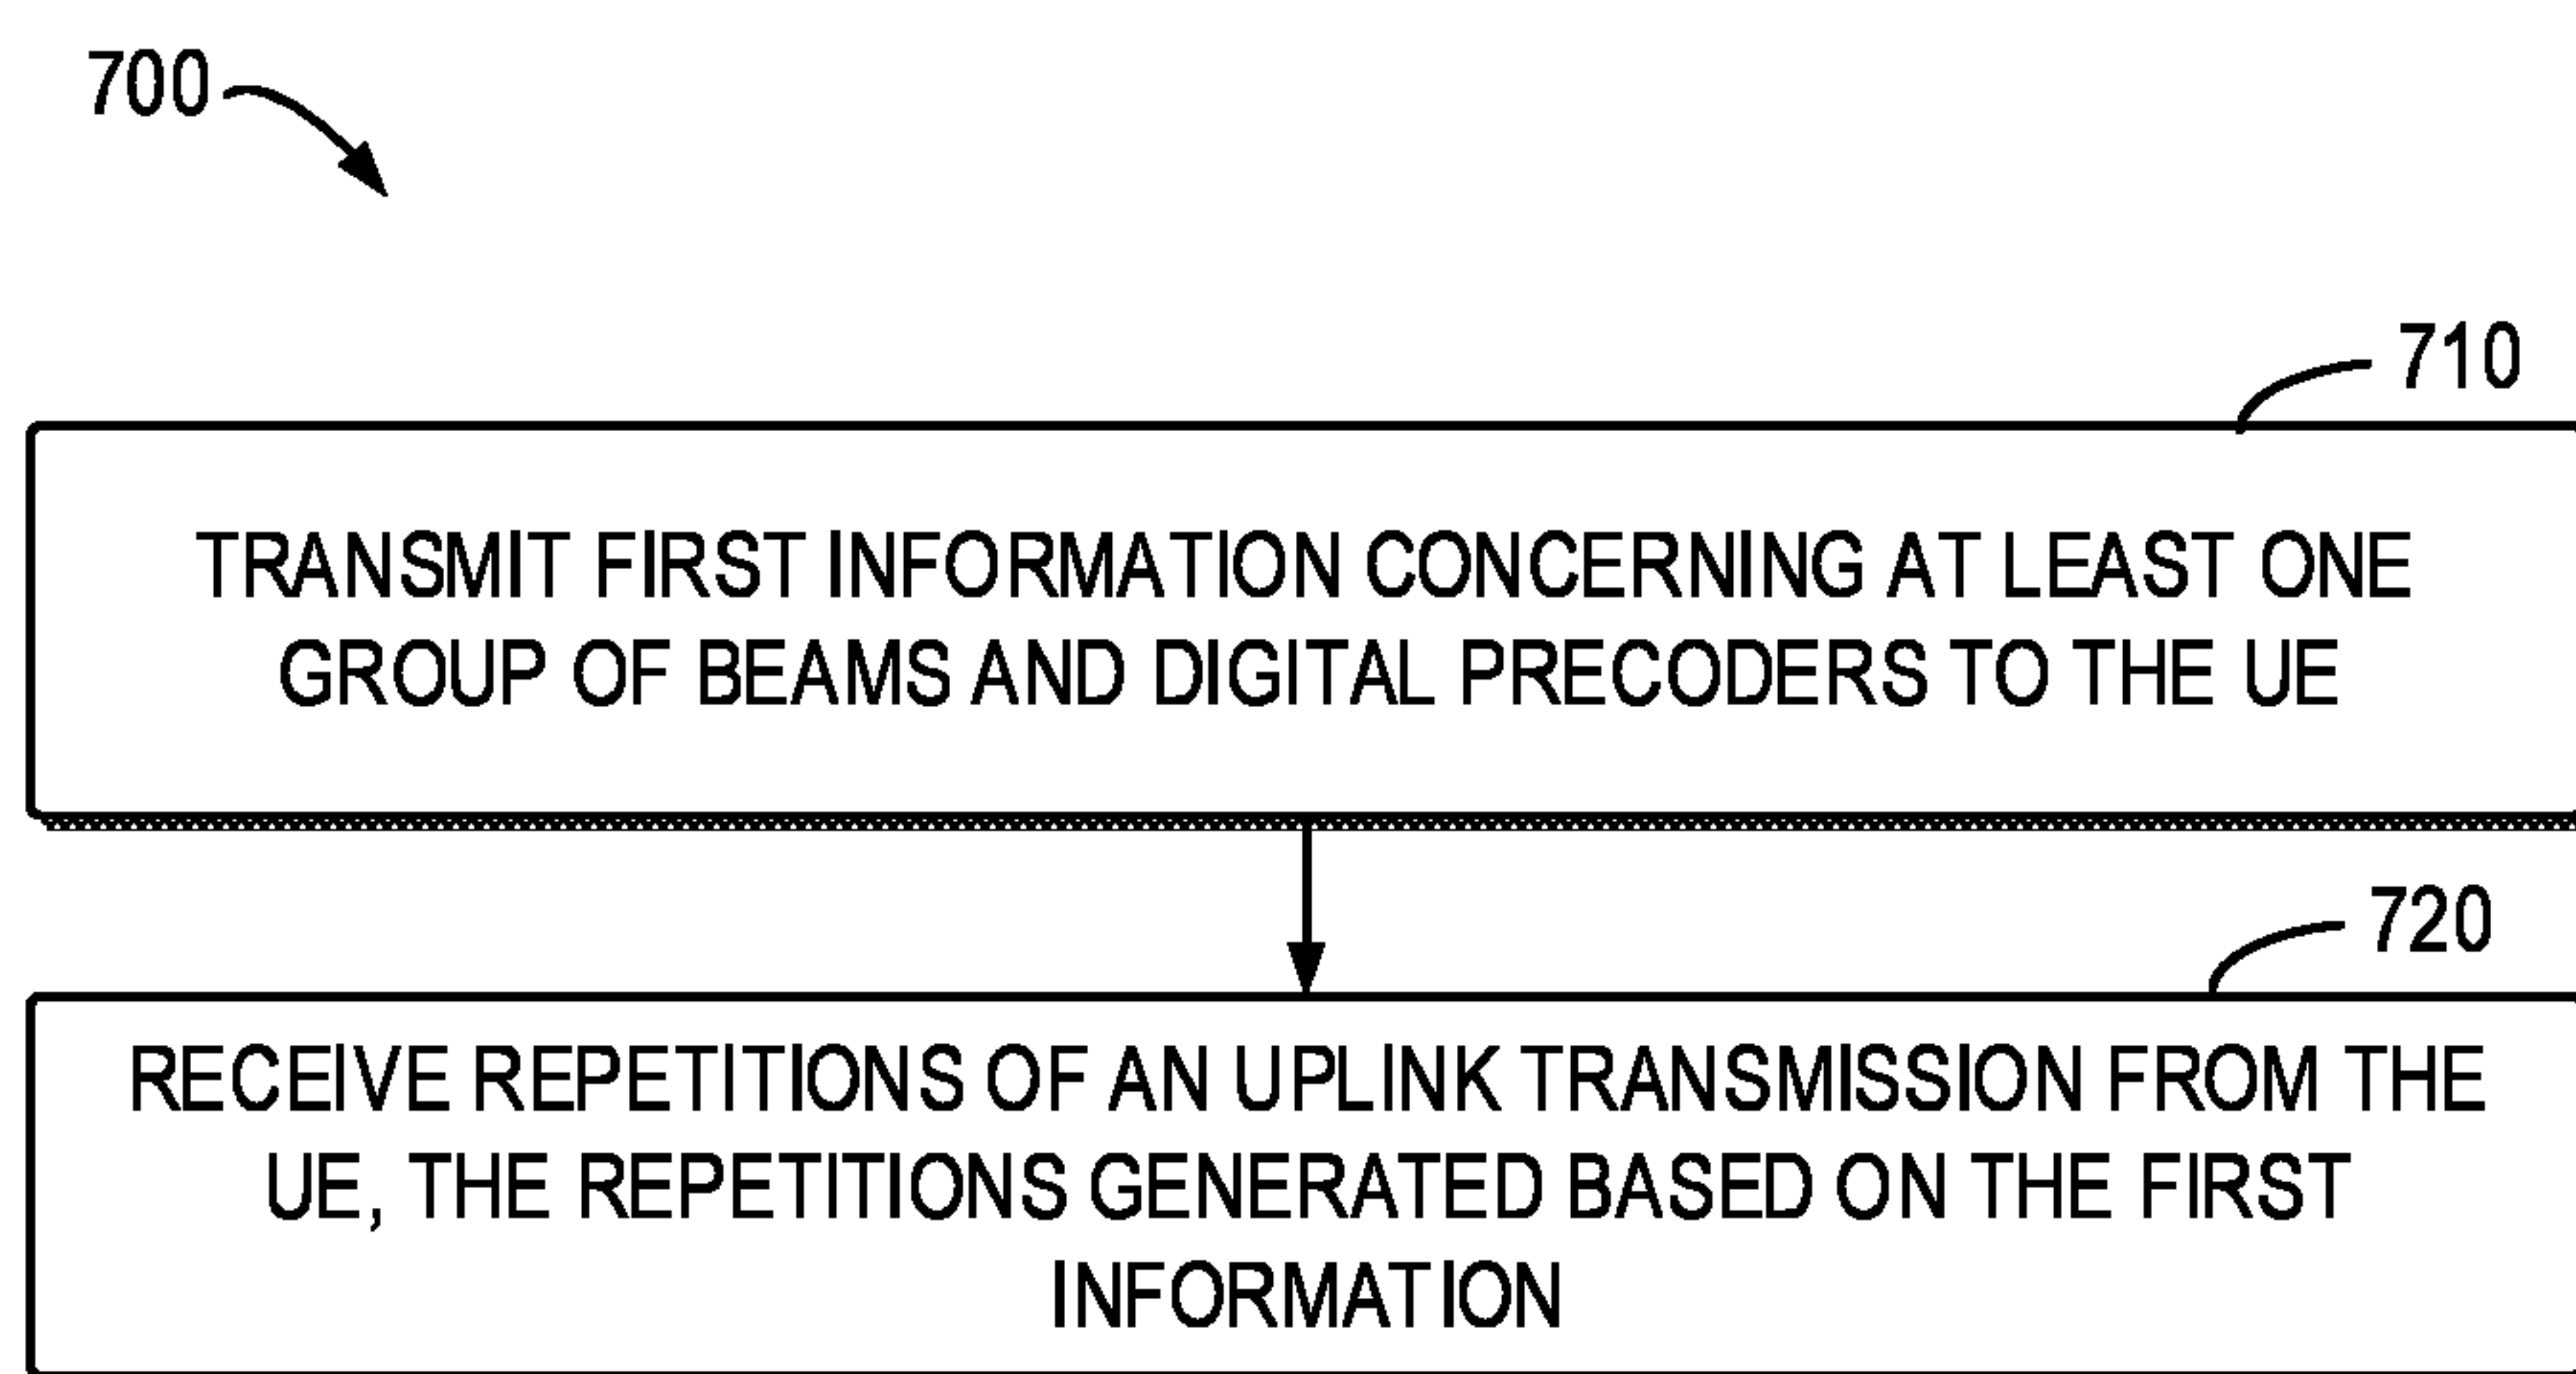 700
710
TRANSMIT FIRST INFORMATION CONCERNING AT LEAST ONE
GROUP OF BEAMS AND DIGITAL PRECODERS TO THE UE
720
RECEIVE REPETITIONS OF AN UPLINK TRANSMISSION FROM THE
UE, THE REPETITIONS GENERATED BASED ON THE FIRST
INFORMATION